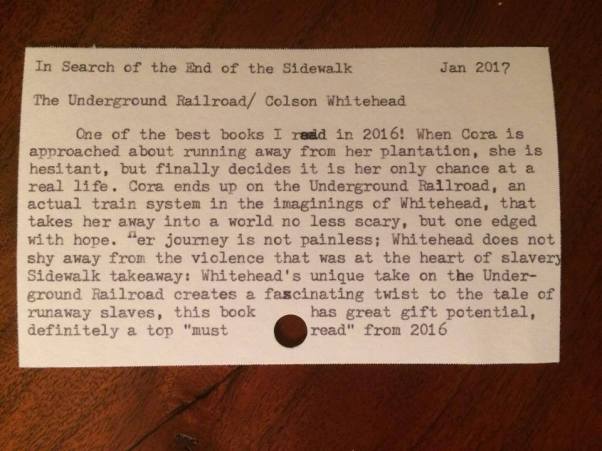 In Search of the End of the Sidewalk Jan 2017
The Underground Railroad/ Colson Whitehead
One of the best books I read in 2016! When Cora is
approached about running away from her plantation, she is
hesitant, but finally decides it is her only chance at a
real life. Cora ends up on the Underground Railroad, an
actual train system in the imaginings of Whitehead, that
takes her away into a world no less scary, but one edged
with hope. Her journey is not painless; Whitehead does not
shy away from the violence that was at the heart of slavery
Sidewalk takeaway: Whitehead's unique take on the Under-
ground Railroad creates a fascinating twist to the tale of
runaway slaves, this book has great gift potential,
definitely a top "must read" from 2016